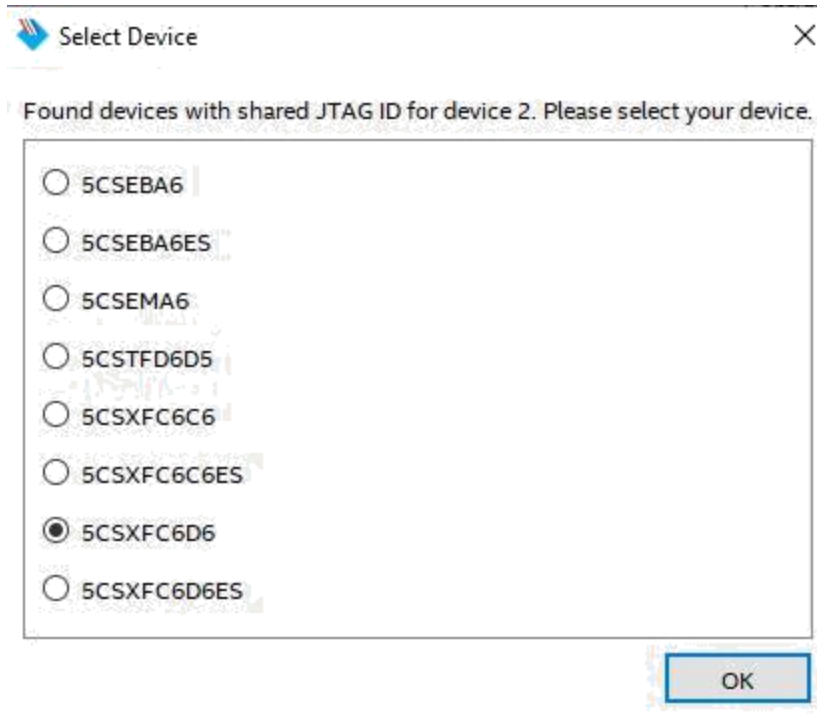 Select Device
Found devices with shared JTAG ID for device 2. Please select your device.
5CSEBA6
5CSEBA6ES
5CSEMA6
5CSTFD6D5
5CSXFC6C6
5CSXFC6C6ES
5CSXFC6D6
5CSXFC6D6ES
OK